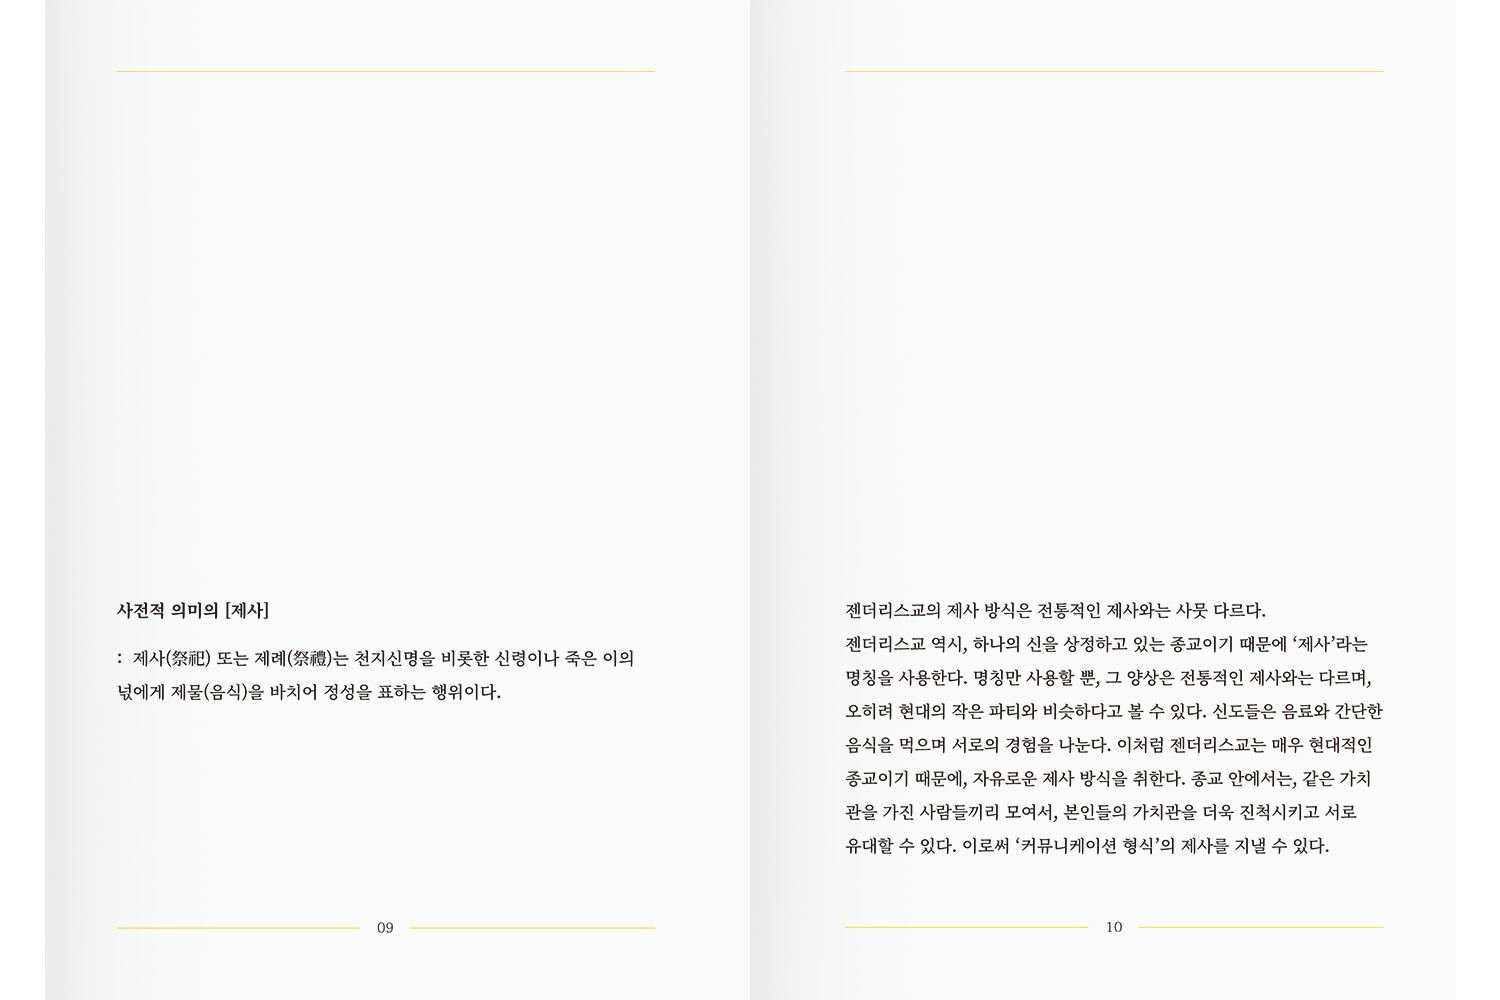 사전적 의미의 [제사]
: 제사(祭祀) 또는 제례(祭禮)는 천지신명을 비롯한 신령이나 죽은 이의
넋에게 제물(음식)을 바치어 정성을 표하는 행위이다.
09
젠더리스교의 제사 방식은 전통적인 제사와는 사뭇 다르다.
젠더리스교 역시, 하나의 신을 상정하고 있는 종교이기 때문에 ‘제사’라는
명칭을 사용한다. 명칭만 사용할 뿐, 그 양상은 전통적인 제사와는 다르며,
오히려 현대의 작은 파티와 비슷하다고 볼 수 있다. 신도들은 음료와 간단한
음식을 먹으며 서로의 경험을 나눈다. 이처럼 젠더리스교는 매우 현대적인
종교이기 때문에, 자유로운 제사 방식을 취한다. 종교 안에서는, 같은 가치
관을 가진 사람들끼리 모여서, 본인들의 가치관을 더욱 진척시키고 서로
유대할 수 있다. 이로써 ‘커뮤니케이션 형식’의 제사를 지낼 수 있다.
10